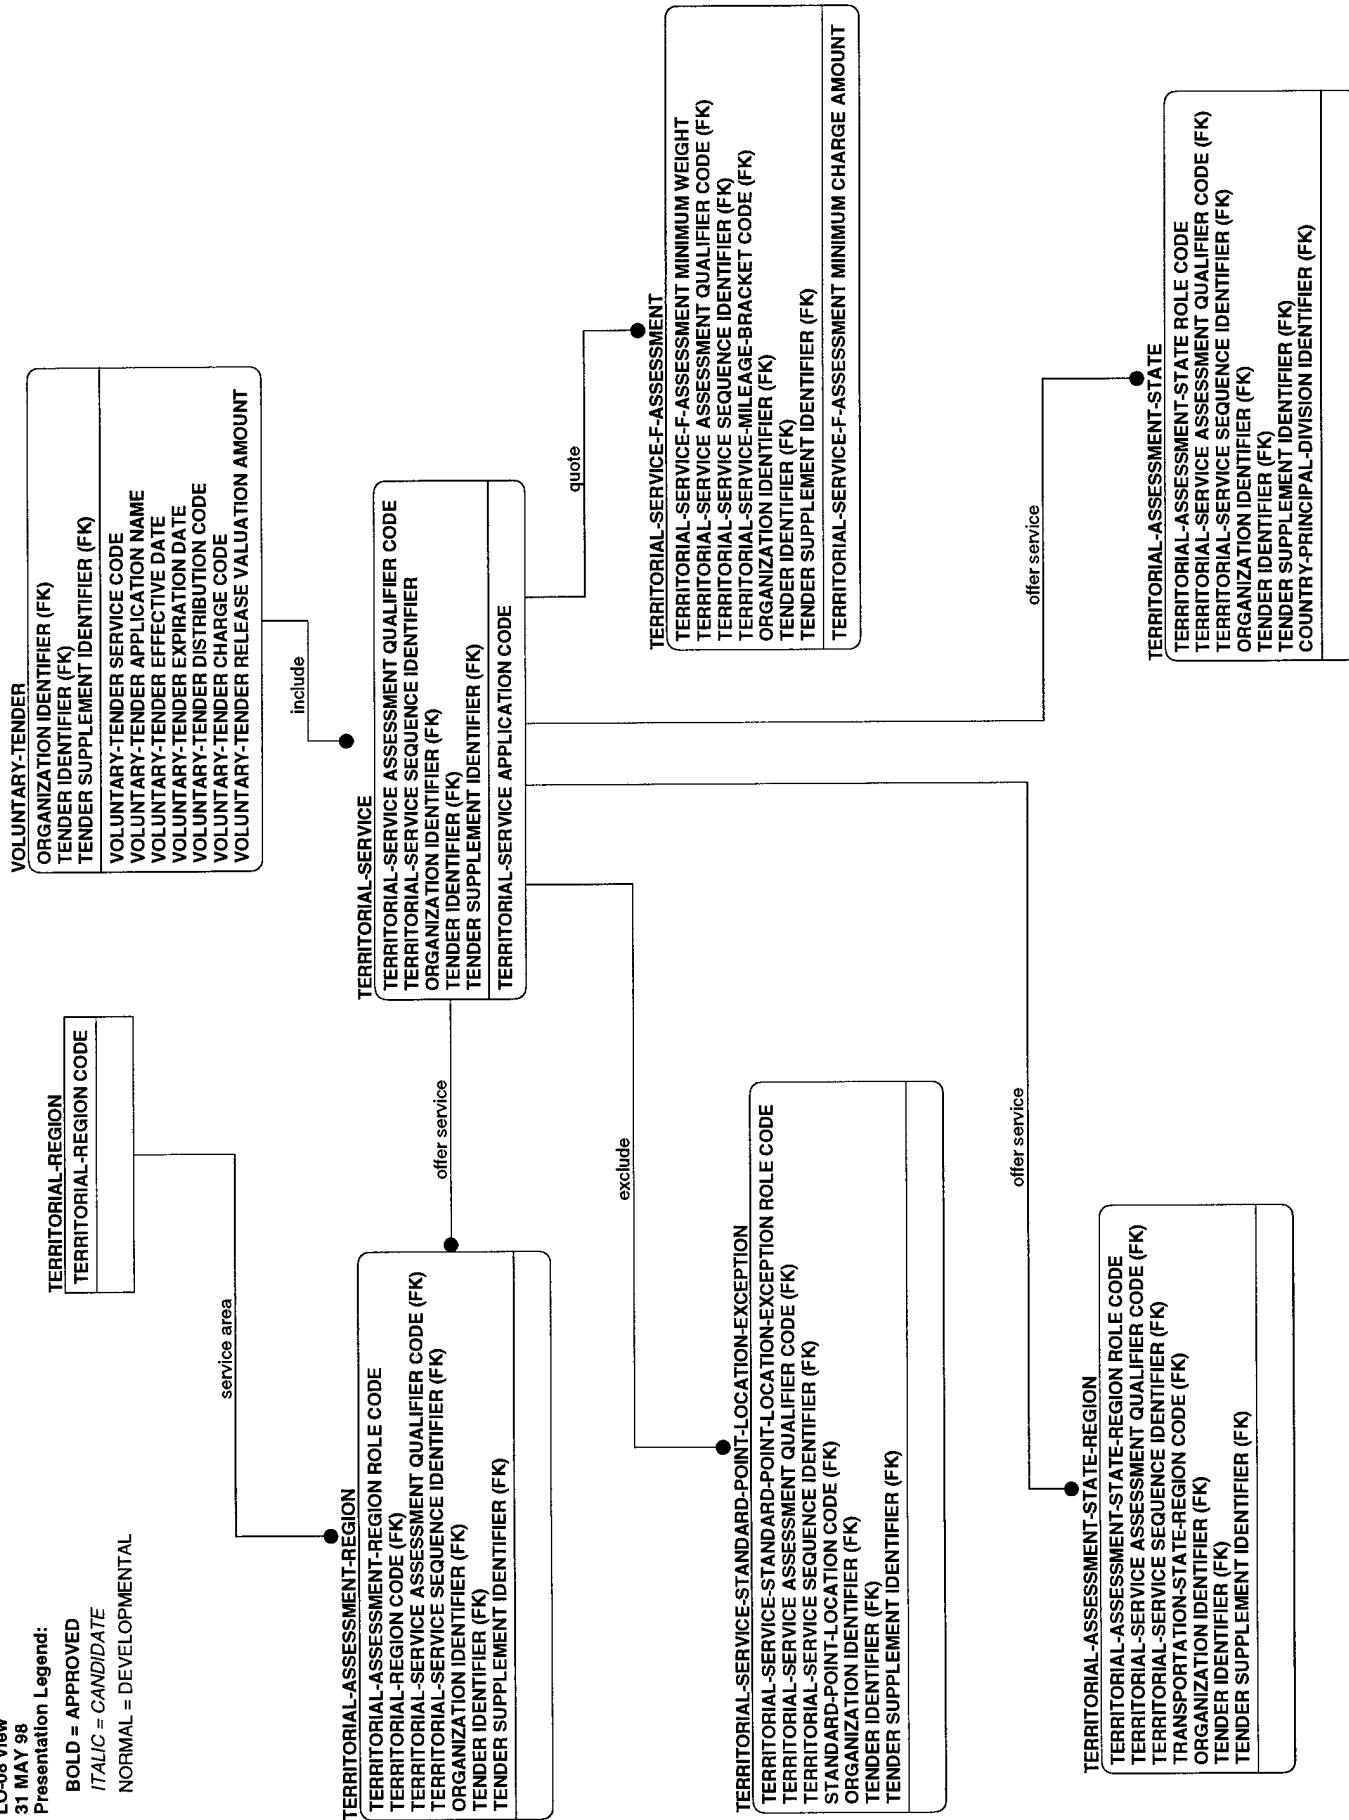 LO-08 View
31 MAY 98
Presentation Legend:
BOLD = APPROVED
ITALIC = CANDIDATE
NORMAL = DEVELOPMENTAL
TERRITORIAL-REGION
TERRITORIAL-REGION CODE
service area
VOLUNTARY-TENDER
ORGANIZATION IDENTIFIER (FK)
TENDER IDENTIFIER (FK)
TENDER SUPPLEMENT IDENTIFIER (FK)
VOLUNTARY-TENDER SERVICE CODE
VOLUNTARY-TENDER APPLICATION NAME
VOLUNTARY-TENDER EFFECTIVE DATE
VOLUNTARY-TENDER EXPIRATION DATE
VOLUNTARY-TENDER DISTRIBUTION CODE
VOLUNTARY-TENDER CHARGE CODE
VOLUNTARY-TENDER RELEASE VALUATION AMOUNT
include
TERRITORIAL-ASSESSMENT-REGION
TERRITORIAL-ASSESSMENT-REGION ROLE CODE
TERRITORIAL-REGION CODE (FK)
TERRITORIAL-SERVICE ASSESSMENT QUALIFIER CODE (FK)
TERRITORIAL-SERVICE SEQUENCE IDENTIFIER (FK)
ORGANIZATION IDENTIFIER (FK)
TENDER IDENTIFIER (FK)
TENDER SUPPLEMENT IDENTIFIER (FK)
offer service
TERRITORIAL-SERVICE
TERRITORIAL-SERVICE ASSESSMENT QUALIFIER CODE
TERRITORIAL-SERVICE SEQUENCE IDENTIFIER
ORGANIZATION IDENTIFIER (FK)
TENDER IDENTIFIER (FK)
TENDER SUPPLEMENT IDENTIFIER (FK)
TERRITORIAL-SERVICE APPLICATION CODE
quote
exclude
TERRITORIAL-SERVICE-F-ASSESSMENT
TERRITORIAL-SERVICE-F-ASSESSMENT MINIMUM WEIGHT
TERRITORIAL-SERVICE ASSESSMENT QUALIFIER CODE (FK)
TERRITORIAL-SERVICE SEQUENCE IDENTIFIER (FK)
TERRITORIAL-SERVICE-MILEAGE-BRACKET CODE (FK)
ORGANIZATION IDENTIFIER (FK)
TENDER IDENTIFIER (FK)
TENDER SUPPLEMENT IDENTIFIER (FK)
TERRITORIAL-SERVICE-F-ASSESSMENT MINIMUM CHARGE AMOUNT
TERRITORIAL-SERVICE-STANDARD-POINT-LOCATION-EXCEPTION
TERRITORIAL-SERVICE-STANDARD-POINT-LOCATION-EXCEPTION ROLE CODE
TERRITORIAL-SERVICE ASSESSMENT QUALIFIER CODE (FK)
TERRITORIAL-SERVICE SEQUENCE IDENTIFIER (FK)
STANDARD-POINT-LOCATION CODE (FK)
ORGANIZATION IDENTIFIER (FK)
TENDER IDENTIFIER (FK)
TENDER SUPPLEMENT IDENTIFIER (FK)
offer service
offer service
TERRITORIAL-ASSESSMENT-STATE-REGION
TERRITORIAL-ASSESSMENT-STATE-REGION ROLE CODE
TERRITORIAL-SERVICE ASSESSMENT QUALIFIER CODE (FK)
TERRITORIAL-SERVICE SEQUENCE IDENTIFIER (FK)
TRANSPORTATION-STATE-REGION CODE (FK)
ORGANIZATION IDENTIFIER (FK)
TENDER IDENTIFIER (FK)
TENDER SUPPLEMENT IDENTIFIER (FK)
TERRITORIAL-ASSESSMENT-STATE
TERRITORIAL-ASSESSMENT-STATE ROLE CODE
TERRITORIAL-SERVICE ASSESSMENT QUALIFIER CODE (FK)
TERRITORIAL-SERVICE SEQUENCE IDENTIFIER (FK)
ORGANIZATION IDENTIFIER (FK)
TENDER IDENTIFIER (FK)
TENDER SUPPLEMENT IDENTIFIER (FK)
COUNTRY-PRINCIPAL-DIVISION IDENTIFIER (FK)